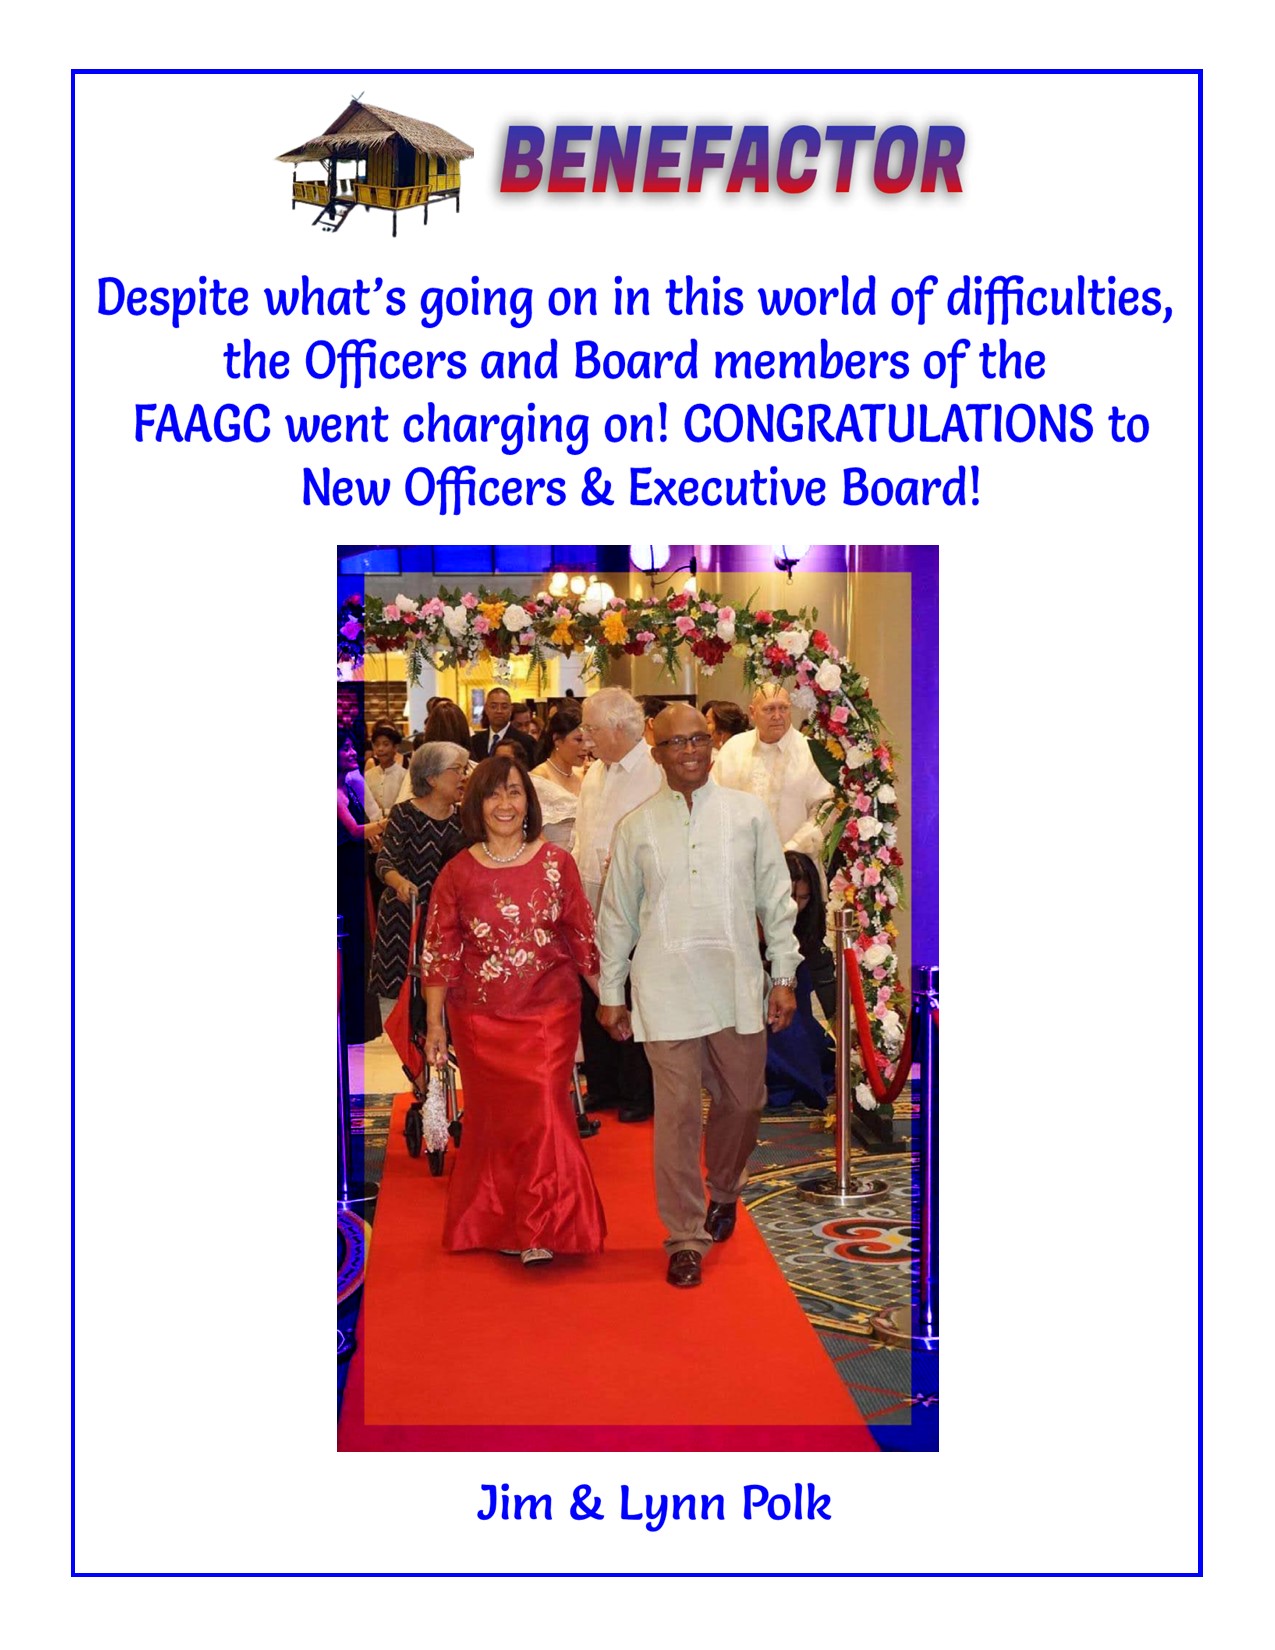 BENEFACTOR
Despite what’s going on in this world of difficulties,
the Officers and Board members of the
FAAGC went charging on! CONGRATULATIONS to
New Officers & Executive Board!
Jim & Lynn Polk